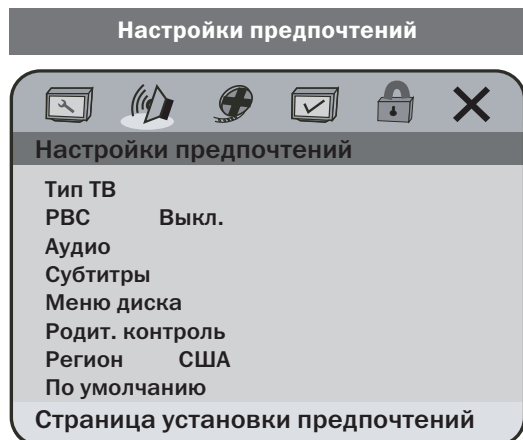 Настройки предпочтений
Настройки предпочтений
Тип ТВ
РВС Выкл.
Аудио
Субтитры
Меню диска
Родит. контроль
Регион США
По умолчанию
Страница установки предпочтений